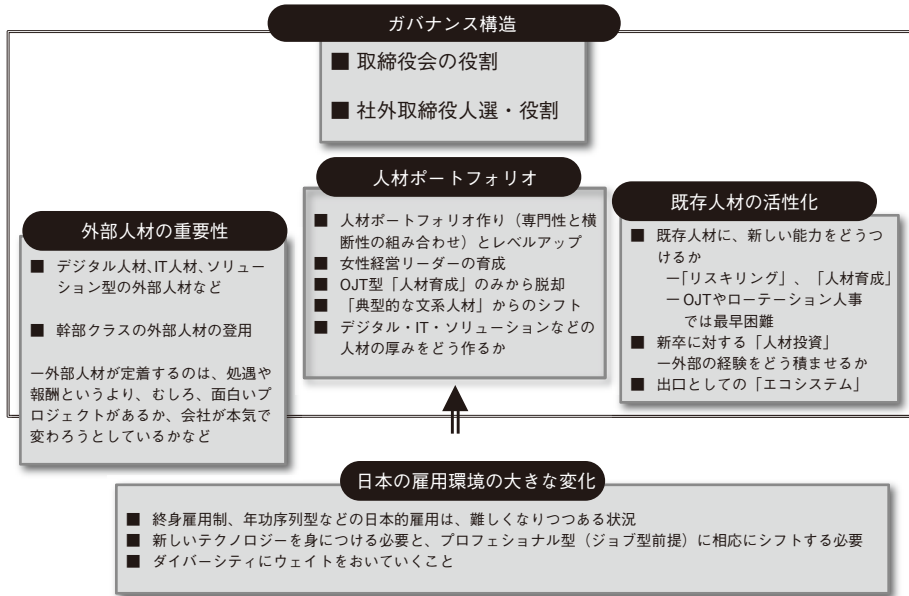 ガバナンス構造
■ 取締役会の役割
■ 社外取締役人選・役割
外部人材の重要性
■ デジタル人材、IT人材、ソリュー
ション型の外部人材など
■ 幹部クラスの外部人材の登用
ー外部人材が定着するのは、処遇や
報酬というより、むしろ、面白いプ
ロジェクトがあるか、会社が本気で
変わろうとしているかなど
人材ポートフォリオ
■ 人材ポートフォリオ作り（専門性と横
断性の組み合わせ）とレベルアップ
■ 女性経営リーダーの育成
■ OJT型「人材育成」のみから脱却
■ 「典型的な文系人材」からのシフト
■ デジタル・IT・ソリューションなどの
人材の厚みをどう作るか
既存人材の活性化
■ 既存人材に、新しい能力をどうつ
けるか
ー「リスキリング」、「人材育成」
ーOJTやローテーション人事
では最早困難
■ 新卒に対する「人材投資」
ー外部の経験をどう積ませるか
■ 出口としての「エコシステム」
日本の雇用環境の大きな変化
■ 終身雇用制、年功序列型などの日本的雇用は、難しくなりつつある状況
■ 新しいテクノロジーを身につける必要と、プロフェショナル型（ジョブ型前提）に相応にシフトする必要
■ ダイバーシティにウェイトをおいていくこと